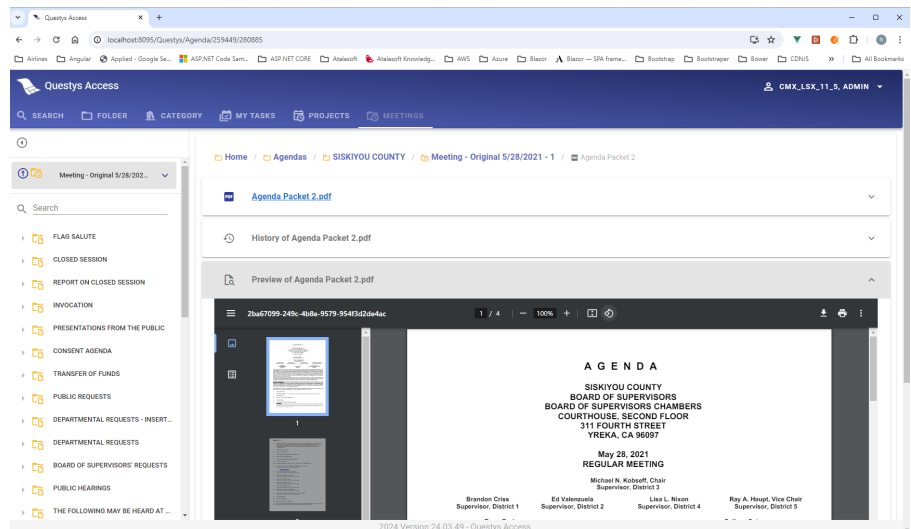 Questys Access
localhost:8095/Questys/Agenda/259449/280885
Airlines
Angular
Applied - Google Se...
ASP.NET Code Sam...
ASP.NET CORE
Atalasoft
Atalasoft Knowledg...
AWS
Azure
Blazor
Blazor — SPA frame...
Bootstrap
Bootstraper
Bower
CDNJS
»
All Bookmarks
Questys Access
CMX_LSX_11_5, ADMIN
SEARCH
FOLDER
CATEGORY
MY TASKS
PROJECTS
MEETINGS
Home / Agendas / SISKIYOU COUNTY / Meeting - Original 5/28/2021 - 1 / Agenda Packet 2
Meeting - Original 5/28/202...
Search
FLAG SALUTE
CLOSED SESSION
REPORT ON CLOSED SESSION
INVOCATION
PRESENTATIONS FROM THE PUBLIC
CONSENT AGENDA
TRANSFER OF FUNDS
PUBLIC REQUESTS
DEPARTMENTAL REQUESTS - INSERT...
DEPARTMENTAL REQUESTS
BOARD OF SUPERVISORS' REQUESTS
PUBLIC HEARINGS
THE FOLLOWING MAY BE HEARD AT ...
PDF
Agenda Packet 2.pdf
History of Agenda Packet 2.pdf
Preview of Agenda Packet 2.pdf
2ba67099-249c-4b8e-9579-954f3d2de4ac
1 / 4
100%
1
A G E N D A
SISKIYOU COUNTY
BOARD OF SUPERVISORS
BOARD OF SUPERVISORS CHAMBERS
COURTHOUSE, SECOND FLOOR
311 FOURTH STREET
YREKA, CA 96097
May 28, 2021
REGULAR MEETING
Michael N. Kobseff, Chair
Supervisor, District 3
Brandon Criss
Supervisor, District 1
Ed Valenzuela
Supervisor, District 2
Lisa L. Nixon
Supervisor, District 4
Ray A. Haupt, Vice Chair
Supervisor, District 5
2024 Version 24.03.49 - Questys Access